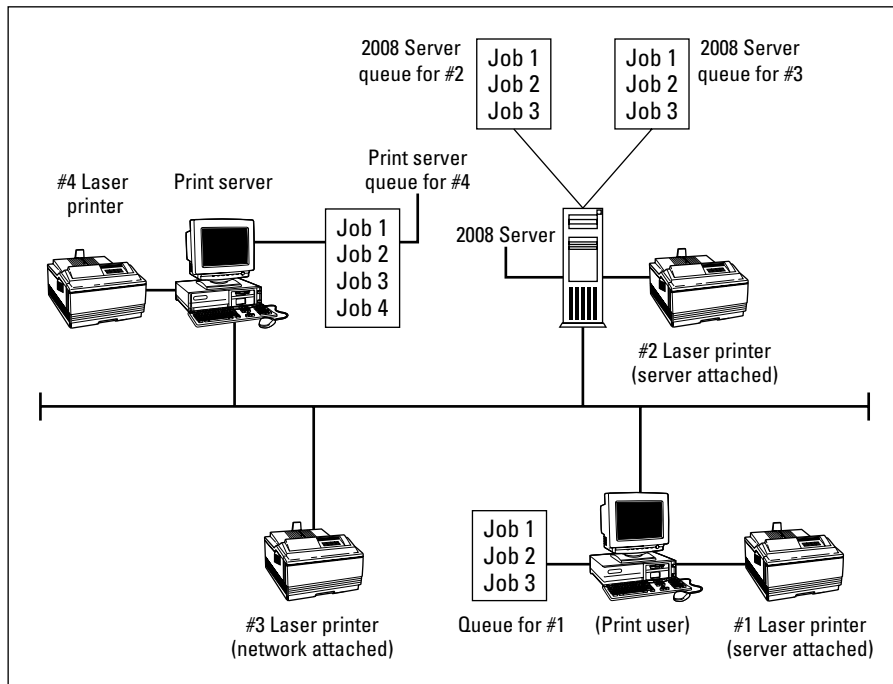 2008 Server
queue for #2
Job 1
Job 2
Job 3
Job 1
Job 2
Job 3
2008 Server
queue for #3
#4 Laser
printer
Print server
Print server
queue for #4
Job 1
Job 2
Job 3
Job 4
2008 Server
#2 Laser printer
(server attached)
#3 Laser printer
(network attached)
Job 1
Job 2
Job 3
Queue for #1
(Print user)
#1 Laser printer
(server attached)